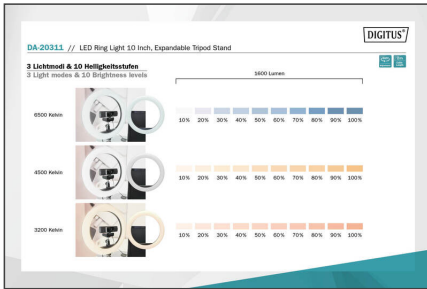 DIGITUS®
DA-20311 // LED Ring Light 10 Inch, Expandable Tripod Stand
3 Lichtmodi & 10 Helligkeitsstufen
3 Light modes & 10 Brightness levels
1600 Lumen
6500 Kelvin
10% 20% 30% 40% 50% 60% 70% 80% 90% 100%
4500 Kelvin
10% 20% 30% 40% 50% 60% 70% 80% 90% 100%
3200 Kelvin
10% 20% 30% 40% 50% 60% 70% 80% 90% 100%